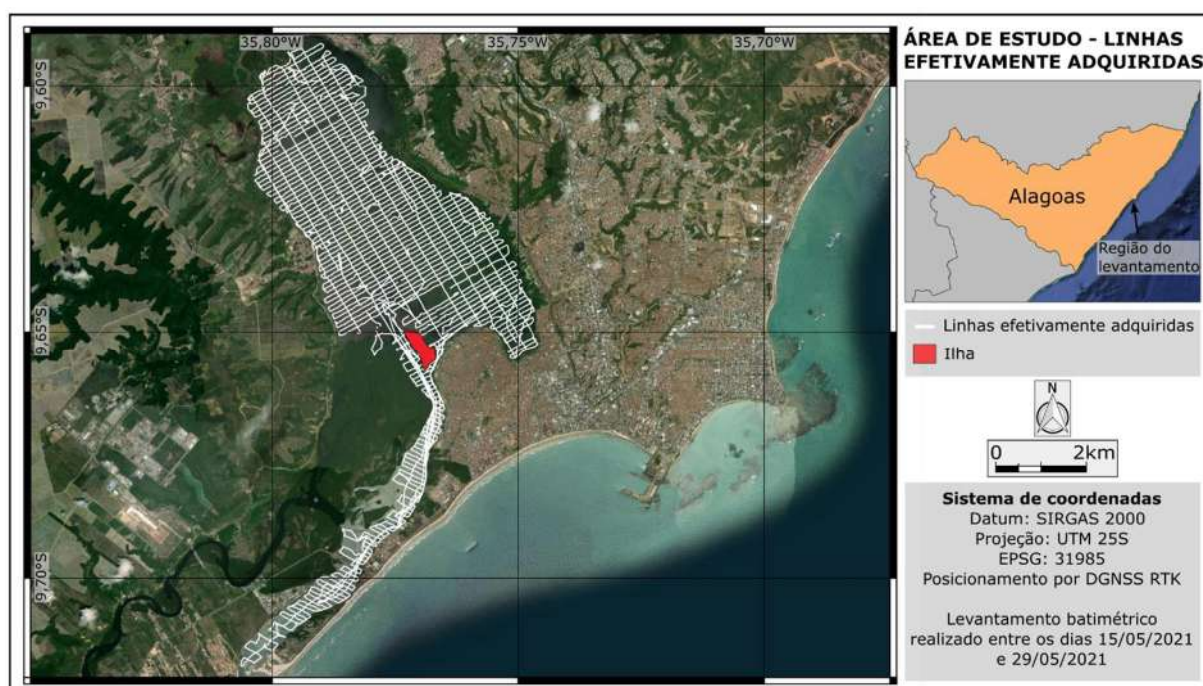 35,80°W
35,75°W
35,70°W
9,60°S
9,65°S
9,70°S
ÁREA DE ESTUDO - LINHAS
EFETIVAMENTE ADQUIRIDAS
Alagoas
Região do
levantamento
Linhas efetivamente adquiridas
Ilha
N
0 2km
Sistema de coordenadas
Datum: SIRGAS 2000
Projeção: UTM 25S
EPSG: 31985
Posicionamento por DGNSS RTK
Levantamento batimétrico
realizado entre os dias 15/05/2021
e 29/05/2021